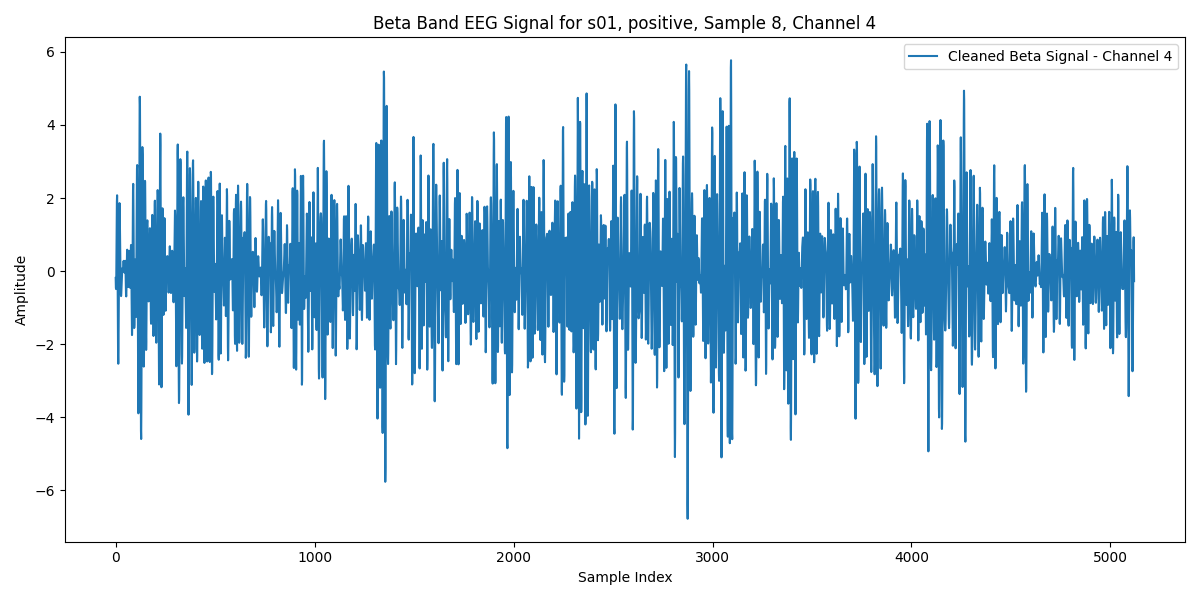 Beta Band EEG Signal for s01, positive, Sample 8, Channel 4
Cleaned Beta Signal - Channel 4
Amplitude
6
4
2
0
−2
−4
−6
0 1000 2000 3000 4000 5000
Sample Index